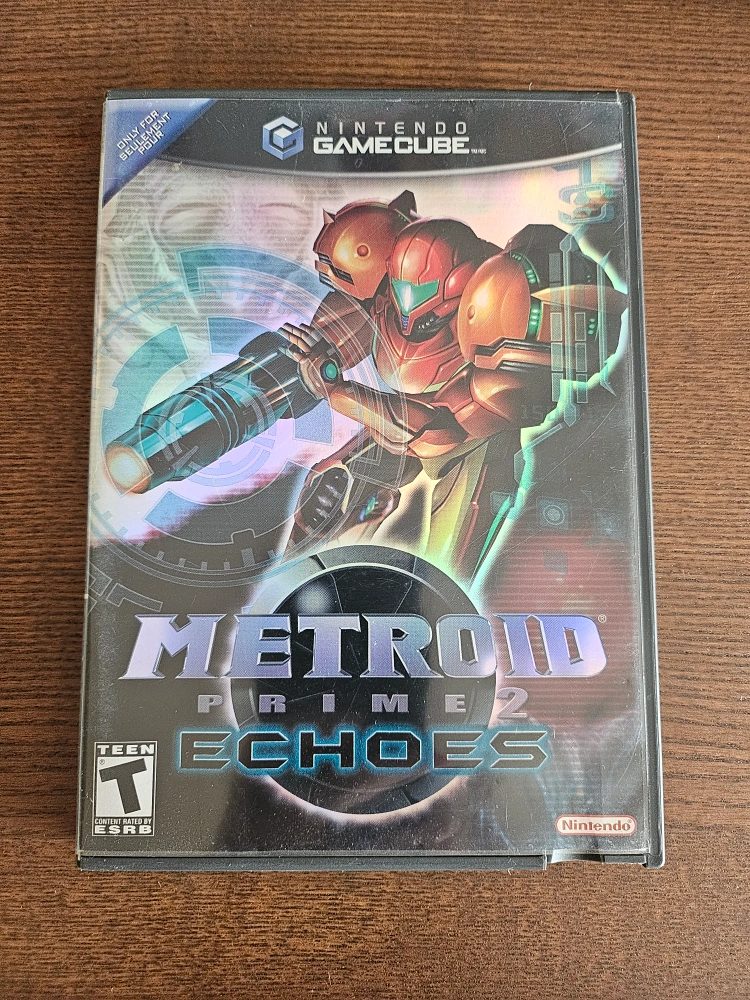 ONLY FOR
SEULEMENT
POUR
NINTENDO
GAMECUBE
METROID®
PRIME 2
ECHOES
TEEN
T
CONTENT RATED BY
ESRB
Nintendo